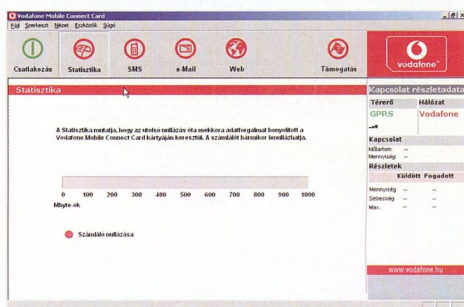 Vodafone Mobile Connect Card
Fájl Szerkeszt Nézet Eszközök Súgó
Csatlakozás Statisztika SMS e-Mail Web Támogatás
vodafone
Statisztika
A Statisztika mutatja, hogy az utolsó nullázás óta mekkora adatforgalmat bonyolított a
Vodafone Mobile Connect Card kártyáján keresztül. A számlálót bármikor lenullázhatja.
0 100 200 300 400 500 600 700 800 900 1000
Mbyte-ok
Számláló nullázása
Kapcsolat részletadata
Térerő Hálózat
GPRS Vodafone
Kapcsolat
Időtartam: --
Mennyiség: --
Részletek
Küldött Fogadott
Mennyiség -- --
Sebesség -- --
Max. -- --
www.vodafone.hu